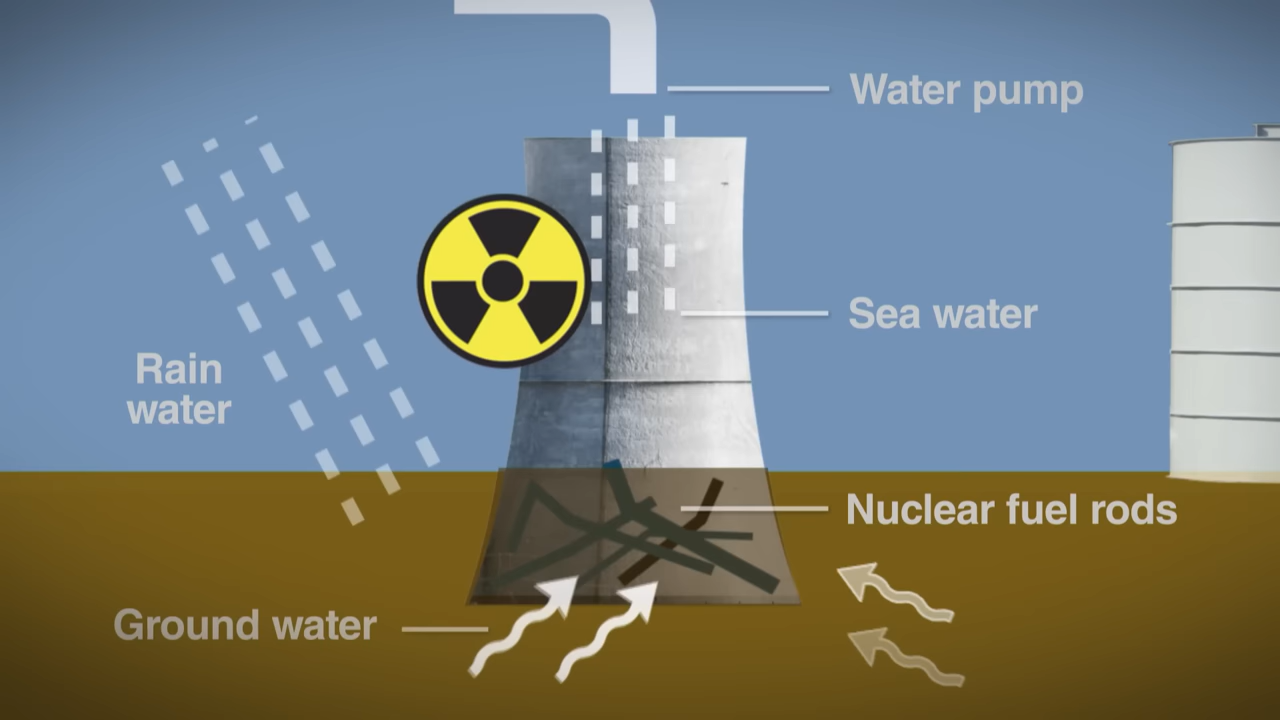 Water pump
Sea water
Rain
water
Nuclear fuel rods
Ground water